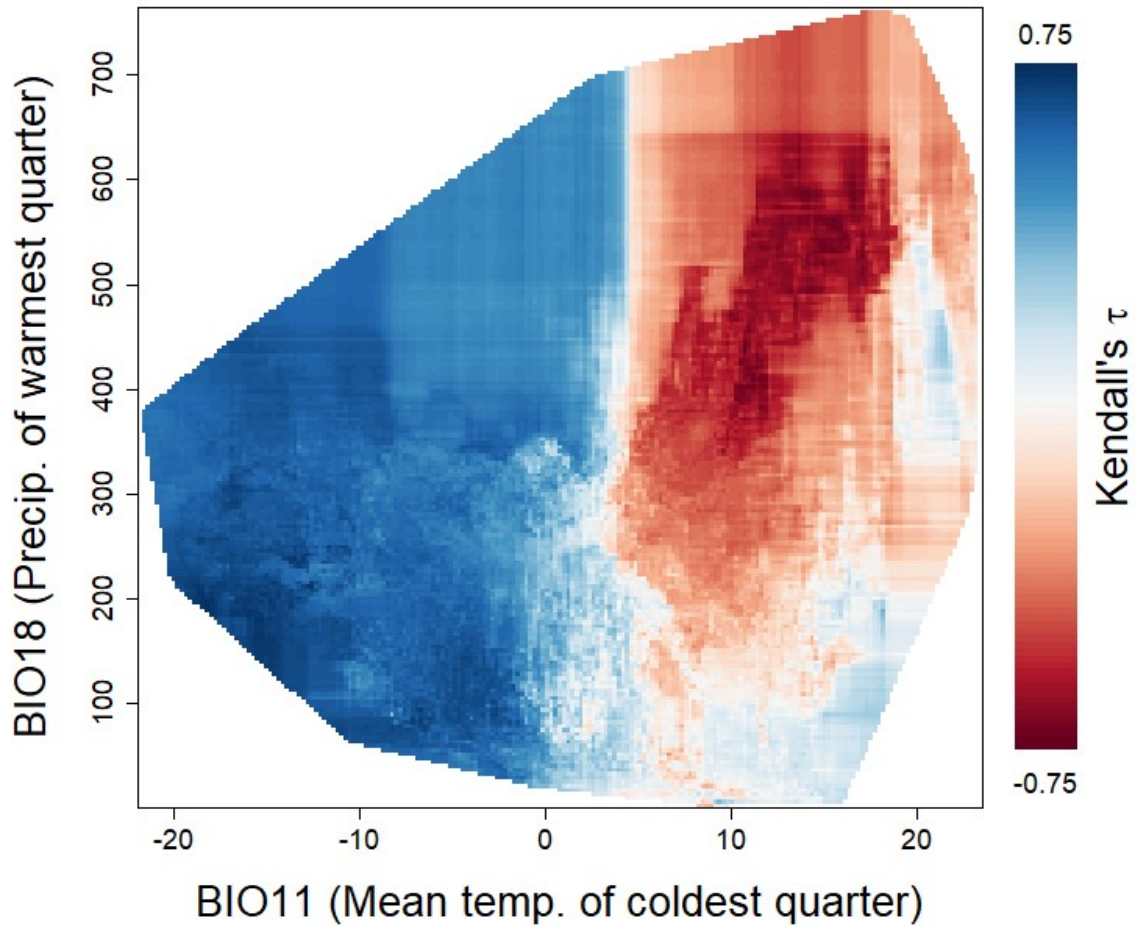 0.75
700
600
500
400
300
200
100
BIO18 (Precip. of warmest quarter)
Kendall's τ
-0.75
-20 -10 0 10 20
BIO11 (Mean temp. of coldest quarter)